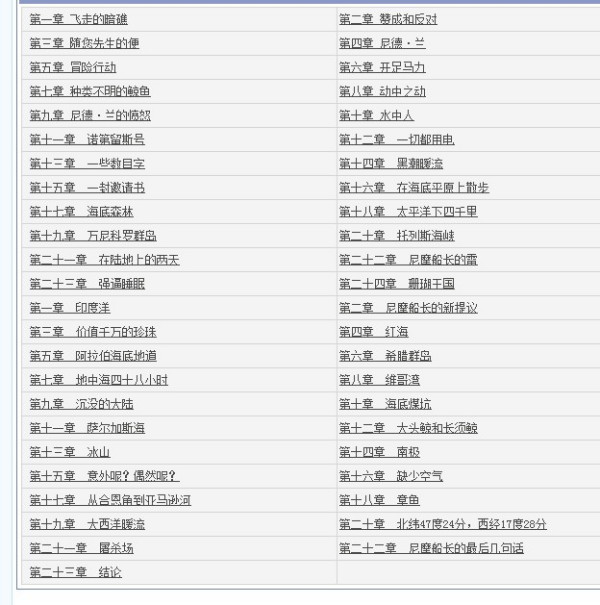 第一章 飞走的暗礁
第二章 赞成和反对
第三章 随您先生的便
第四章 尼德·兰
第五章 冒险行动
第六章 开足马力
第七章 种类不明的鲸鱼
第八章 动中之动
第九章 尼德·兰的愤怒
第十章 水中人
第十一章 诺第留斯号
第十二章 一切都用电
第十三章 一些数目字
第十四章 黑潮暖流
第十五章 一封邀请书
第十六章 在海底平原上散步
第十七章 海底森林
第十八章 太平洋下四千里
第十九章 万尼科罗群岛
第二十章 托列斯海峡
第二十一章 在陆地上的两天
第二十二章 尼摩船长的雷
第二十三章 强逼睡眠
第二十四章 珊瑚王国
第一章 印度洋
第二章 尼摩船长的新提议
第三章 价值千万的珍珠
第四章 红海
第五章 阿拉伯海底地道
第六章 希腊群岛
第七章 地中海四十八小时
第八章 维哥湾
第九章 沉没的大陆
第十章 海底煤坑
第十一章 萨尔加斯海
第十二章 大头鲸和长须鲸
第十三章 冰山
第十四章 南极
第十五章 意外呢?偶然呢?
第十六章 缺少空气
第十七章 从合恩角到亚马逊河
第十八章 章鱼
第十九章 大西洋暖流
第二十章 北纬47度24分，西经17度28分
第二十一章 屠杀场
第二十二章 尼摩船长的最后几句话
第二十三章 结论